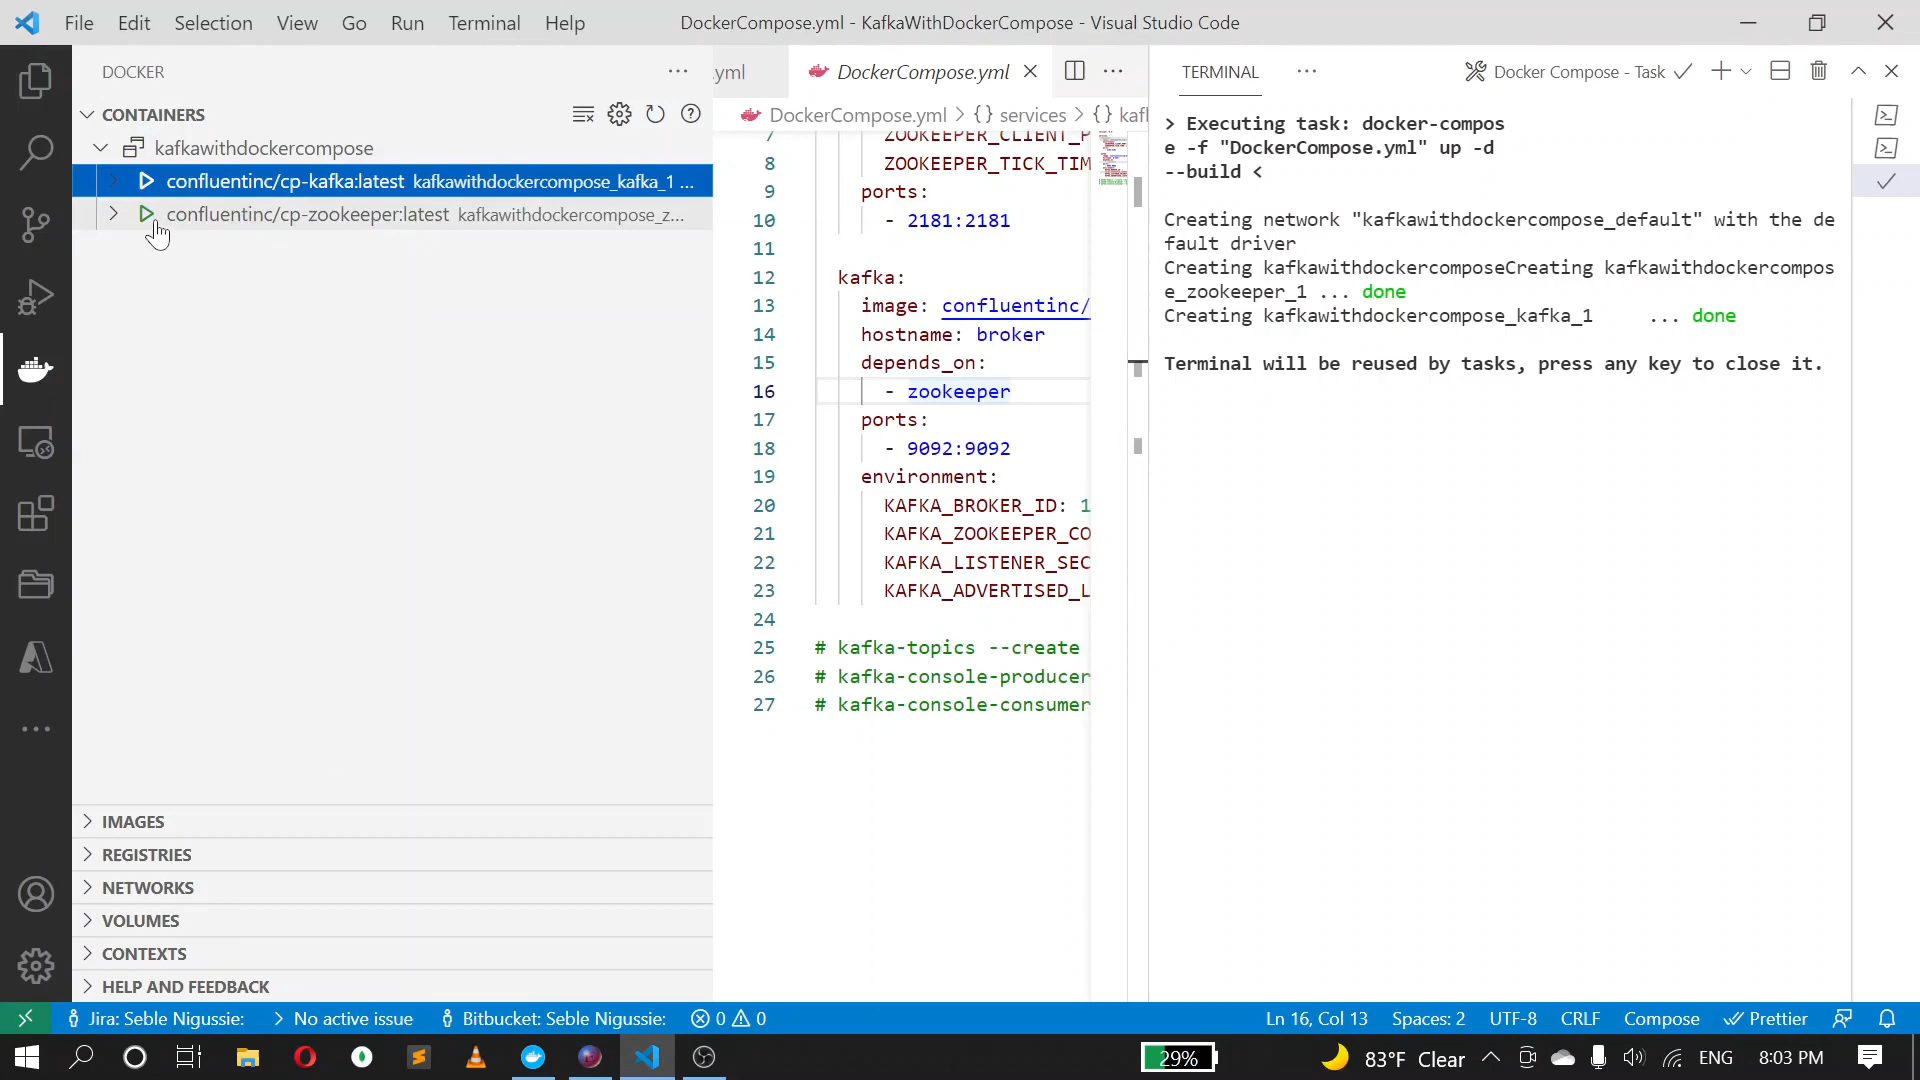 File Edit Selection View Go Run Terminal Help DockerCompose.yml - KafkaWithDockerCompose - Visual Studio Code
DOCKER
CONTAINERS
kafkawithdockercompose
confluentinc/cp-kafka:latest kafkawithdockercompose_kafka_1 ...
confluentinc/cp-zookeeper:latest kafkawithdockercompose_z...
IMAGES
REGISTRIES
NETWORKS
VOLUMES
CONTEXTS
HELP AND FEEDBACK
.yml DockerCompose.yml
DockerCompose.yml > {} services > {} kaf
7 ZOOKEEPER_CLIENT_P
8 ZOOKEEPER_TICK_TIM
9 ports:
10 - 2181:2181
11
12 kafka:
13 image: confluentinc/
14 hostname: broker
15 depends_on:
16 - zookeeper
17 ports:
18 - 9092:9092
19 environment:
20 KAFKA_BROKER_ID: 1
21 KAFKA_ZOOKEEPER_CO
22 KAFKA_LISTENER_SEC
23 KAFKA_ADVERTISED_L
24
25 # kafka-topics --create
26 # kafka-console-producer
27 # kafka-console-consumer
TERMINAL ... Docker Compose - Task
> Executing task: docker-compos
e -f "DockerCompose.yml" up -d
--build <
Creating network "kafkawithdockercompose_default" with the de
fault driver
Creating kafkawithdockercomposeCreating kafkawithdockercompos
e_zookeeper_1 ... done
Creating kafkawithdockercompose_kafka_1 ... done
Terminal will be reused by tasks, press any key to close it.
Jira: Seble Nigussie: No active issue Bitbucket: Seble Nigussie: 0 0 Ln 16, Col 13 Spaces: 2 UTF-8 CRLF Compose Prettier
29% 83°F Clear ENG 8:03 PM